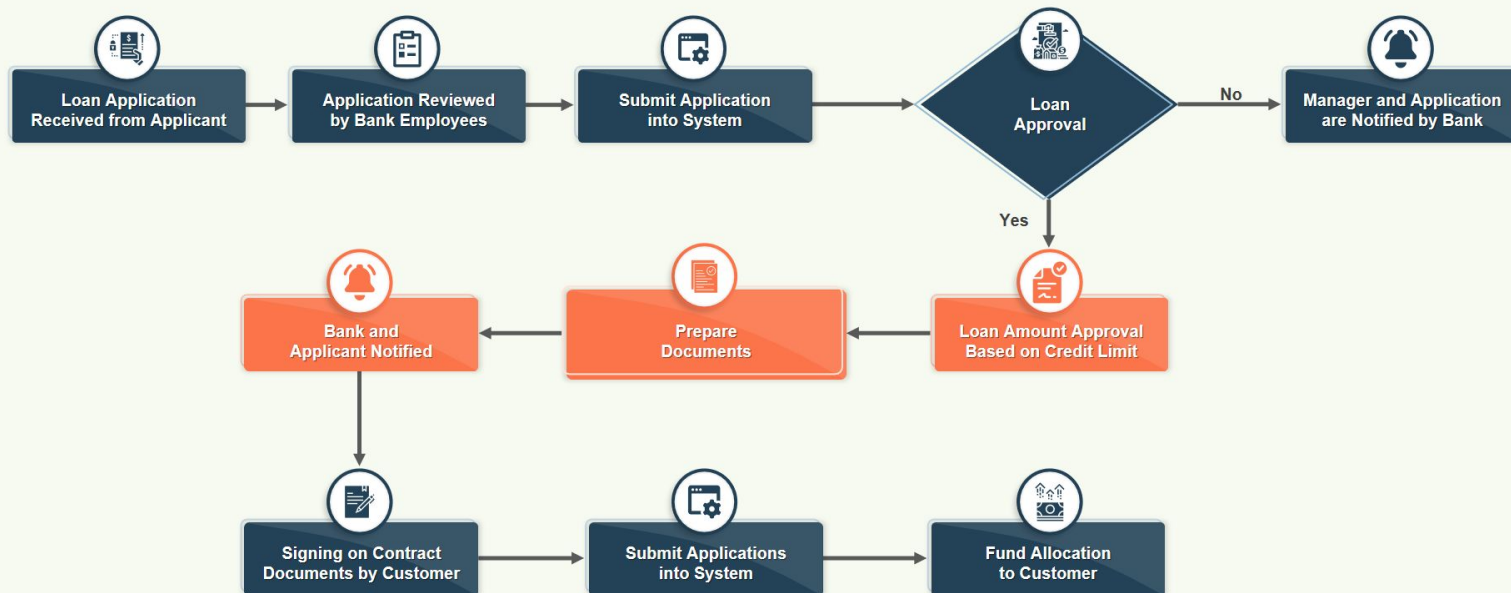 Loan Application
Received from Applicant
Application Reviewed
by Bank Employees
Submit Application
into System
Loan
Approval
No
Manager and Application
are Notified by Bank
Yes
Bank and
Applicant Notified
Prepare
Documents
Loan Amount Approval
Based on Credit Limit
Signing on Contract
Documents by Customer
Submit Applications
into System
Fund Allocation
to Customer